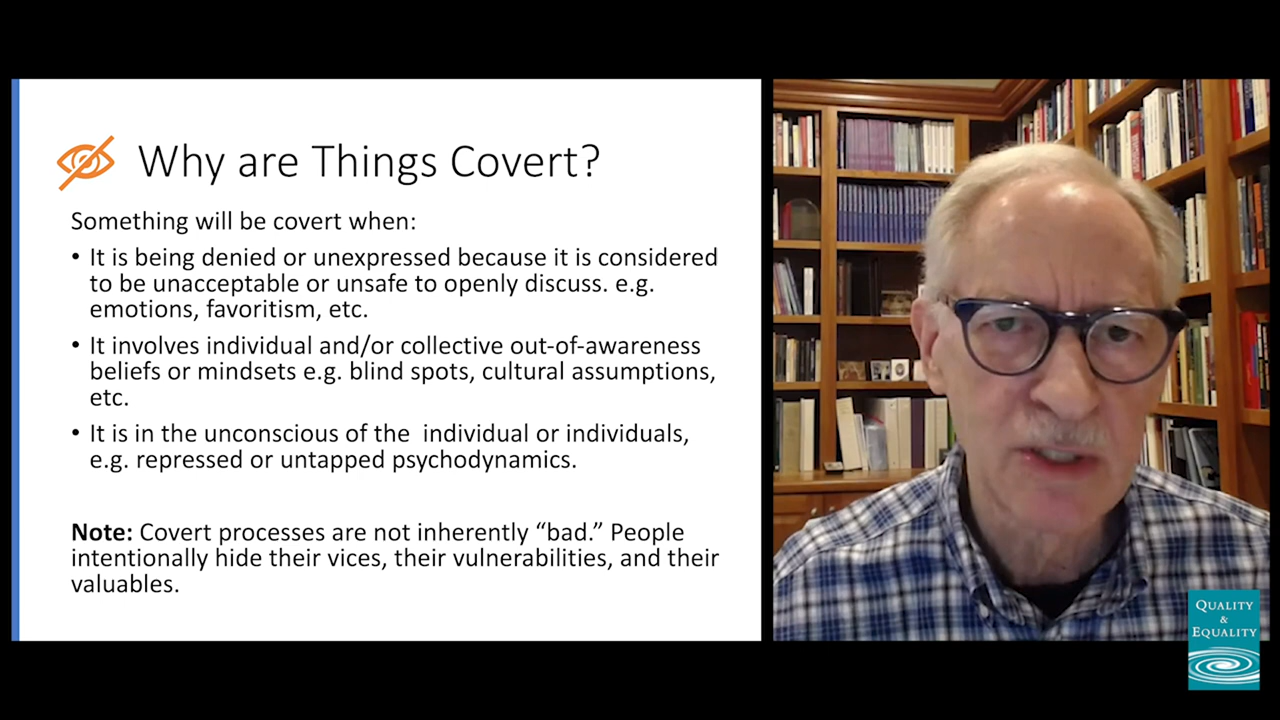 Why are Things Covert?
Something will be covert when:
• It is being denied or unexpressed because it is considered
to be unacceptable or unsafe to openly discuss. e.g.
emotions, favoritism, etc.
• It involves individual and/or collective out-of-awareness
beliefs or mindsets e.g. blind spots, cultural assumptions,
etc.
• It is in the unconscious of the  individual or individuals,
e.g. repressed or untapped psychodynamics.
Note: Covert processes are not inherently “bad.” People
intentionally hide their vices, their vulnerabilities, and their
valuables.
QUALITY
&
EQUALITY